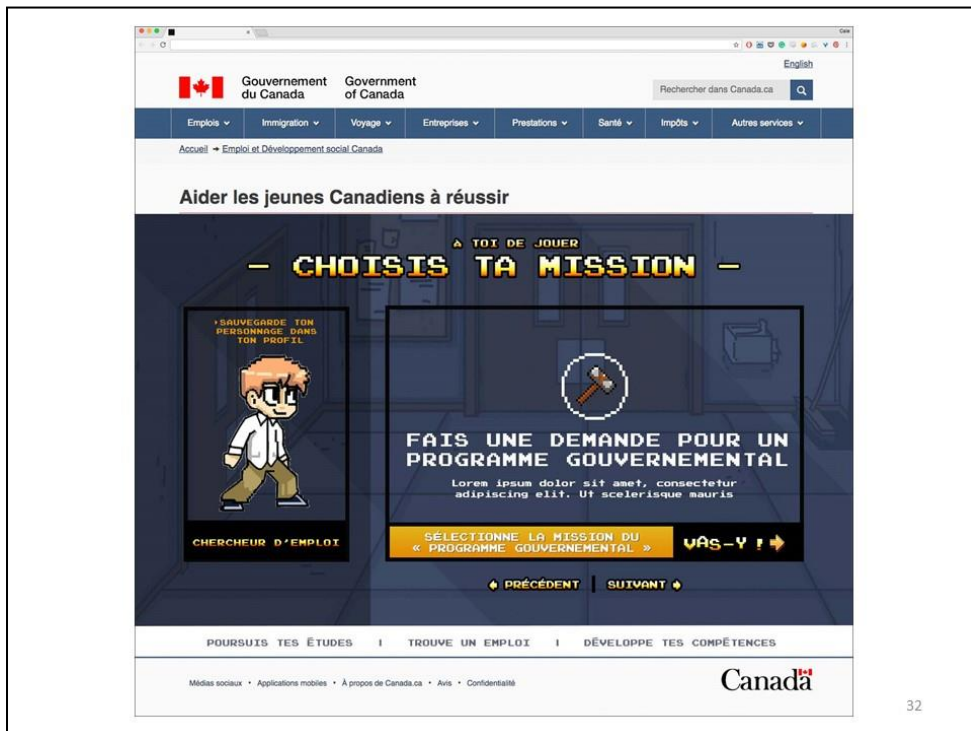 Cole
English
Gouvernement
du Canada
Government
of Canada
Rechercher dans Canada.ca
Emplois
Immigration
Voyage
Entreprises
Prestations
Santé
Impôts
Autres services
Accueil → Emploi et Développement social Canada
Aider les jeunes Canadiens à réussir
A TOI DE JOUER
— CHOISIS TA MISSION —
SAUVEGARDE TON
PERSONNAGE DANS
TON PROFIL
CHERCHEUR D'EMPLOI
FAIS UNE DEMANDE POUR UN
PROGRAMME GOUVERNEMENTAL
Lorem ipsum dolor sit amet, consectetur
adipiscing elit. Ut scelerisque mauris
SÉLECTIONNE LA MISSION DU
« PROGRAMME GOUVERNEMENTAL »
VAS-Y !
PRÉCÉDENT | SUIVANT
POURSUIS TES ÉTUDES | TROUVE UN EMPLOI | DÉVELOPPE TES COMPÉTENCES
Médias sociaux • Applications mobiles • À propos de Canada.ca • Avis • Confidentialité
Canada
32